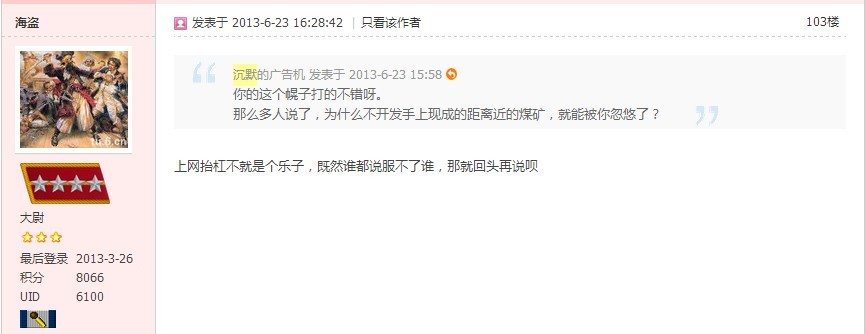 海盗
发表于 2013-6-23 16:28:42 | 只看该作者
103楼
沉默的广告机 发表于 2013-6-23 15:58
你的这个幌子打的不错呀。
那么多人说了，为什么不开发手上现成的距离近的煤矿，就能被你忽悠了？
上网抬杠不就是个乐子，既然谁都说服不了谁，那就回头再说呗
大尉
最后登录 2013-3-26
积分 8066
UID 6100